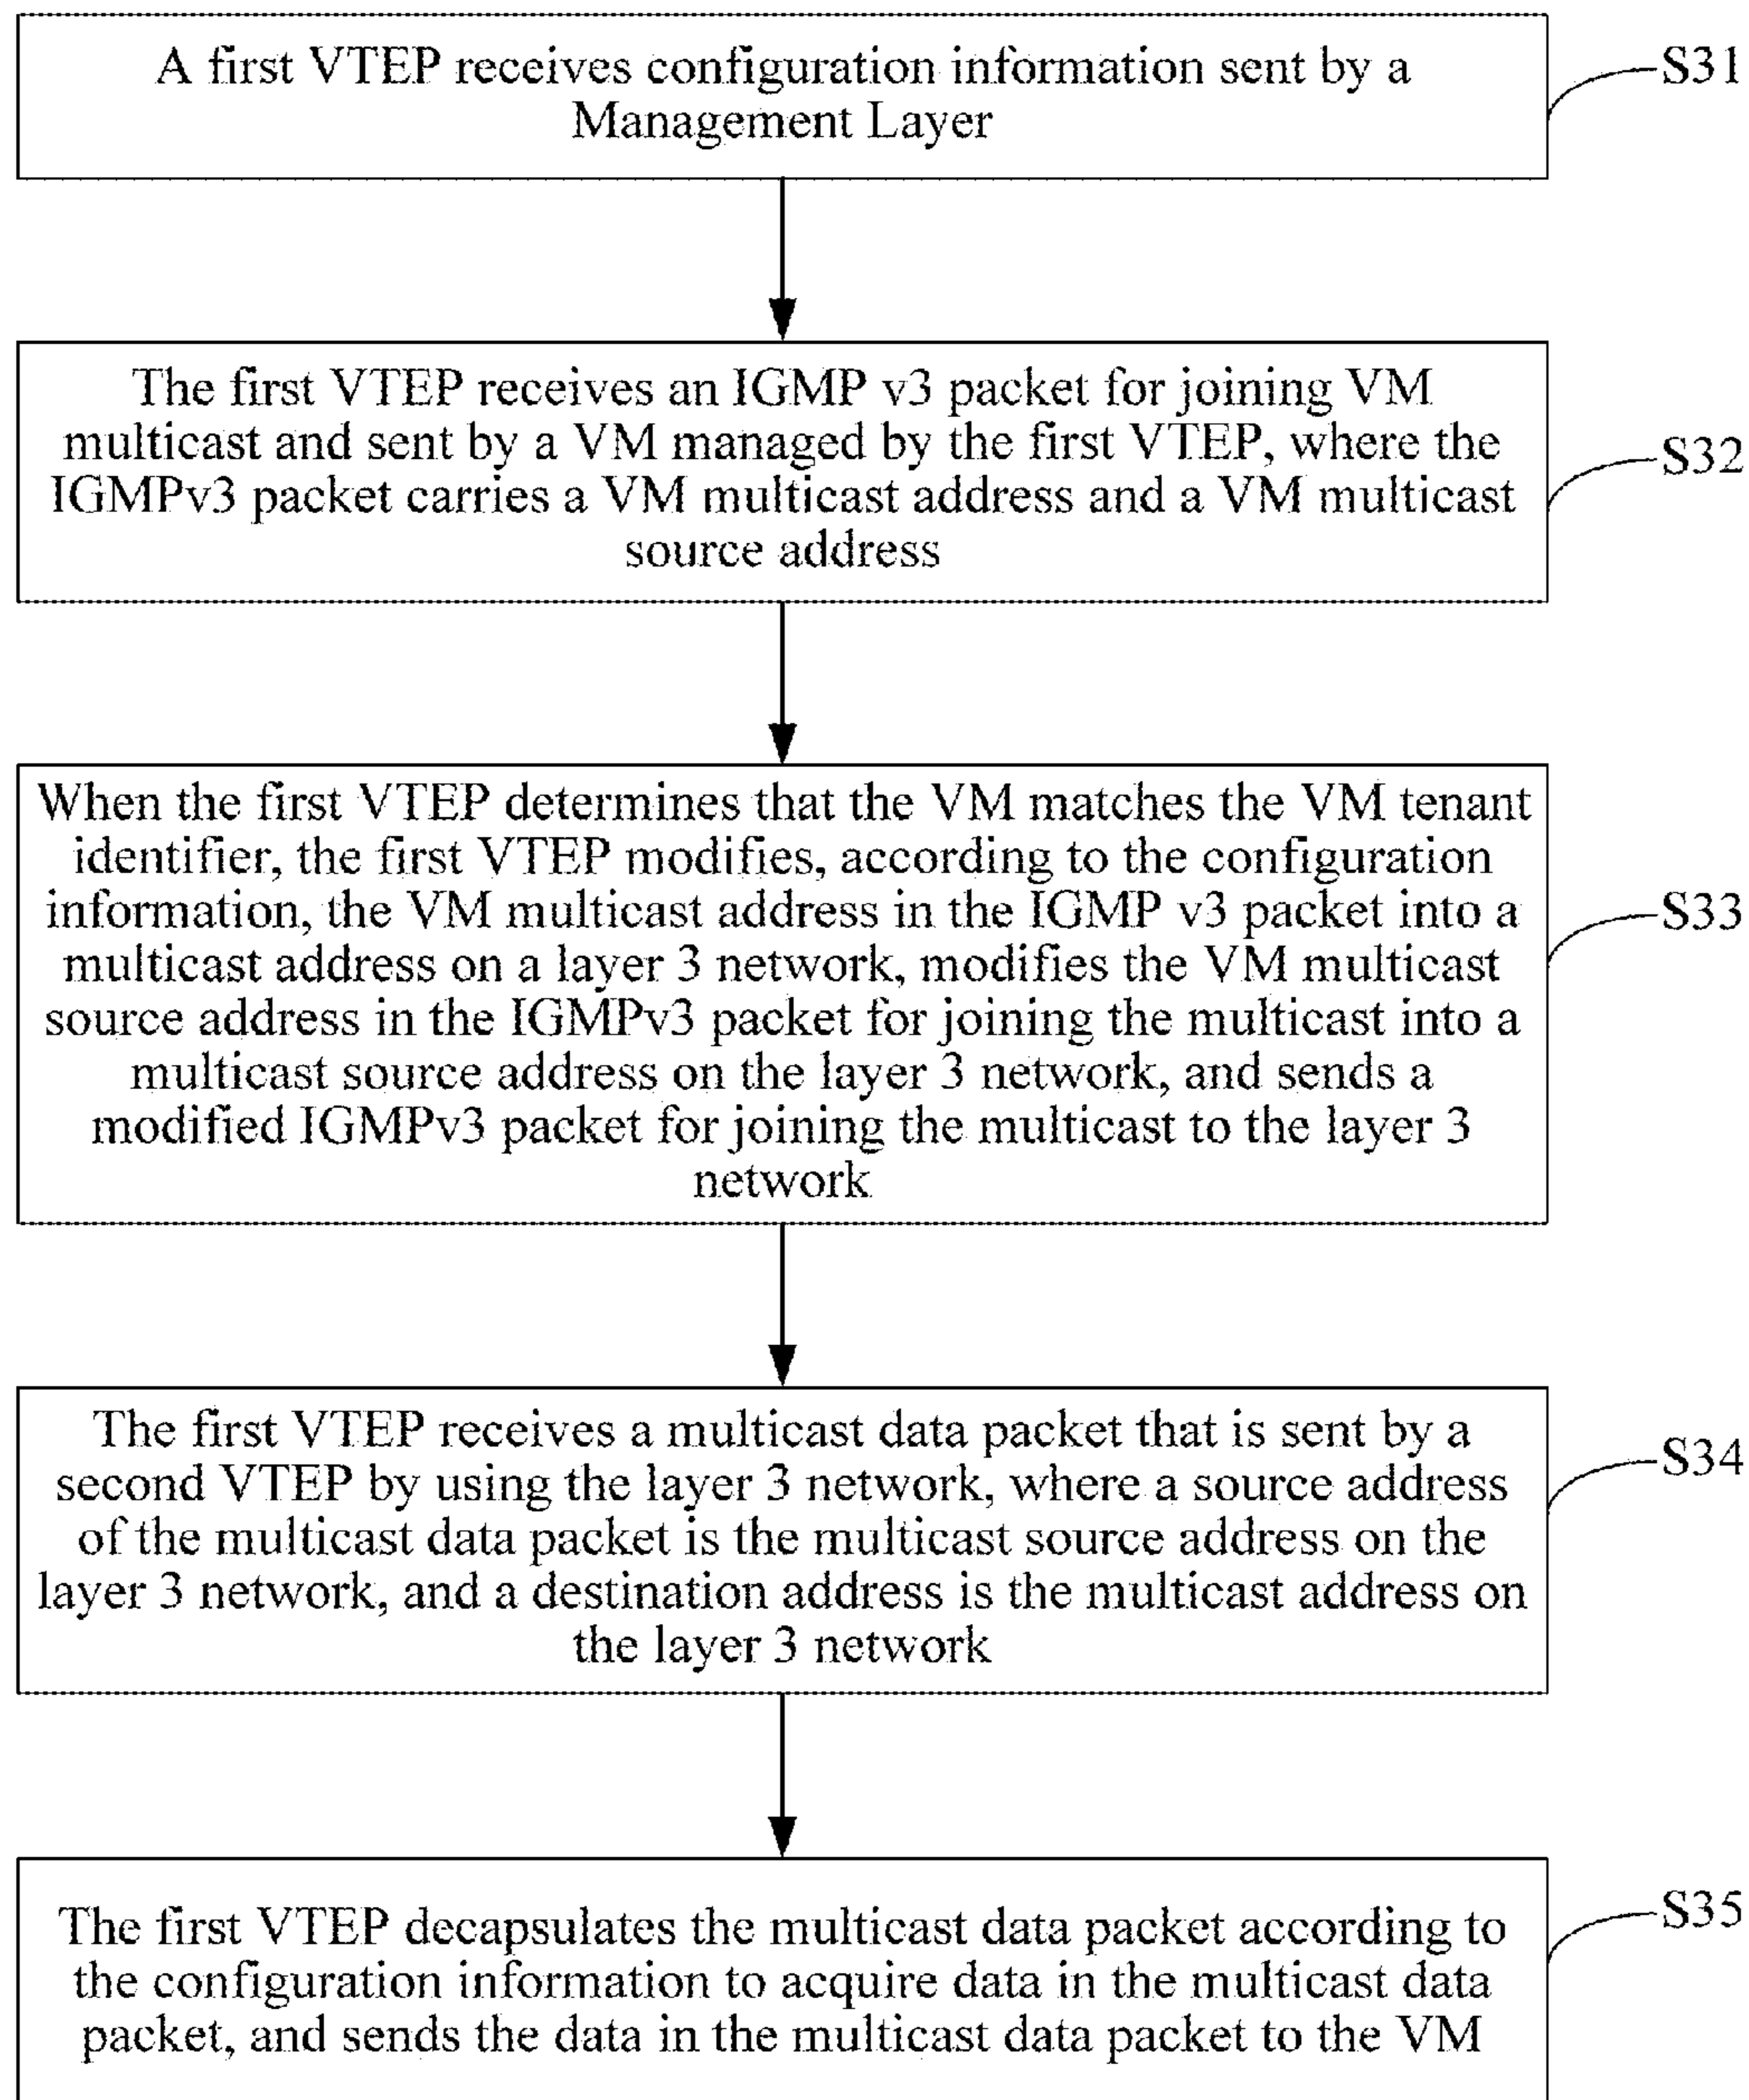 A first VTEP receives configuration information sent by a
Management Layer
S31
The first VTEP receives an IGMP v3 packet for joining VM
multicast and sent by a VM managed by the first VTEP, where the
IGMPv3 packet carries a VM multicast address and a VM multicast
source address
S32
When the first VTEP determines that the VM matches the VM tenant
identifier, the first VTEP modifies, according to the configuration
information, the VM multicast address in the IGMP v3 packet into a
multicast address on a layer 3 network, modifies the VM multicast
source address in the IGMPv3 packet for joining the multicast into a
multicast source address on the layer 3 network, and sends a
modified IGMPv3 packet for joining the multicast to the layer 3
network
S33
The first VTEP receives a multicast data packet that is sent by a
second VTEP by using the layer 3 network, where a source address
of the multicast data packet is the multicast source address on the
layer 3 network, and a destination address is the multicast address on
the layer 3 network
S34
The first VTEP decapsulates the multicast data packet according to
the configuration information to acquire data in the multicast data
packet, and sends the data in the multicast data packet to the VM
S35